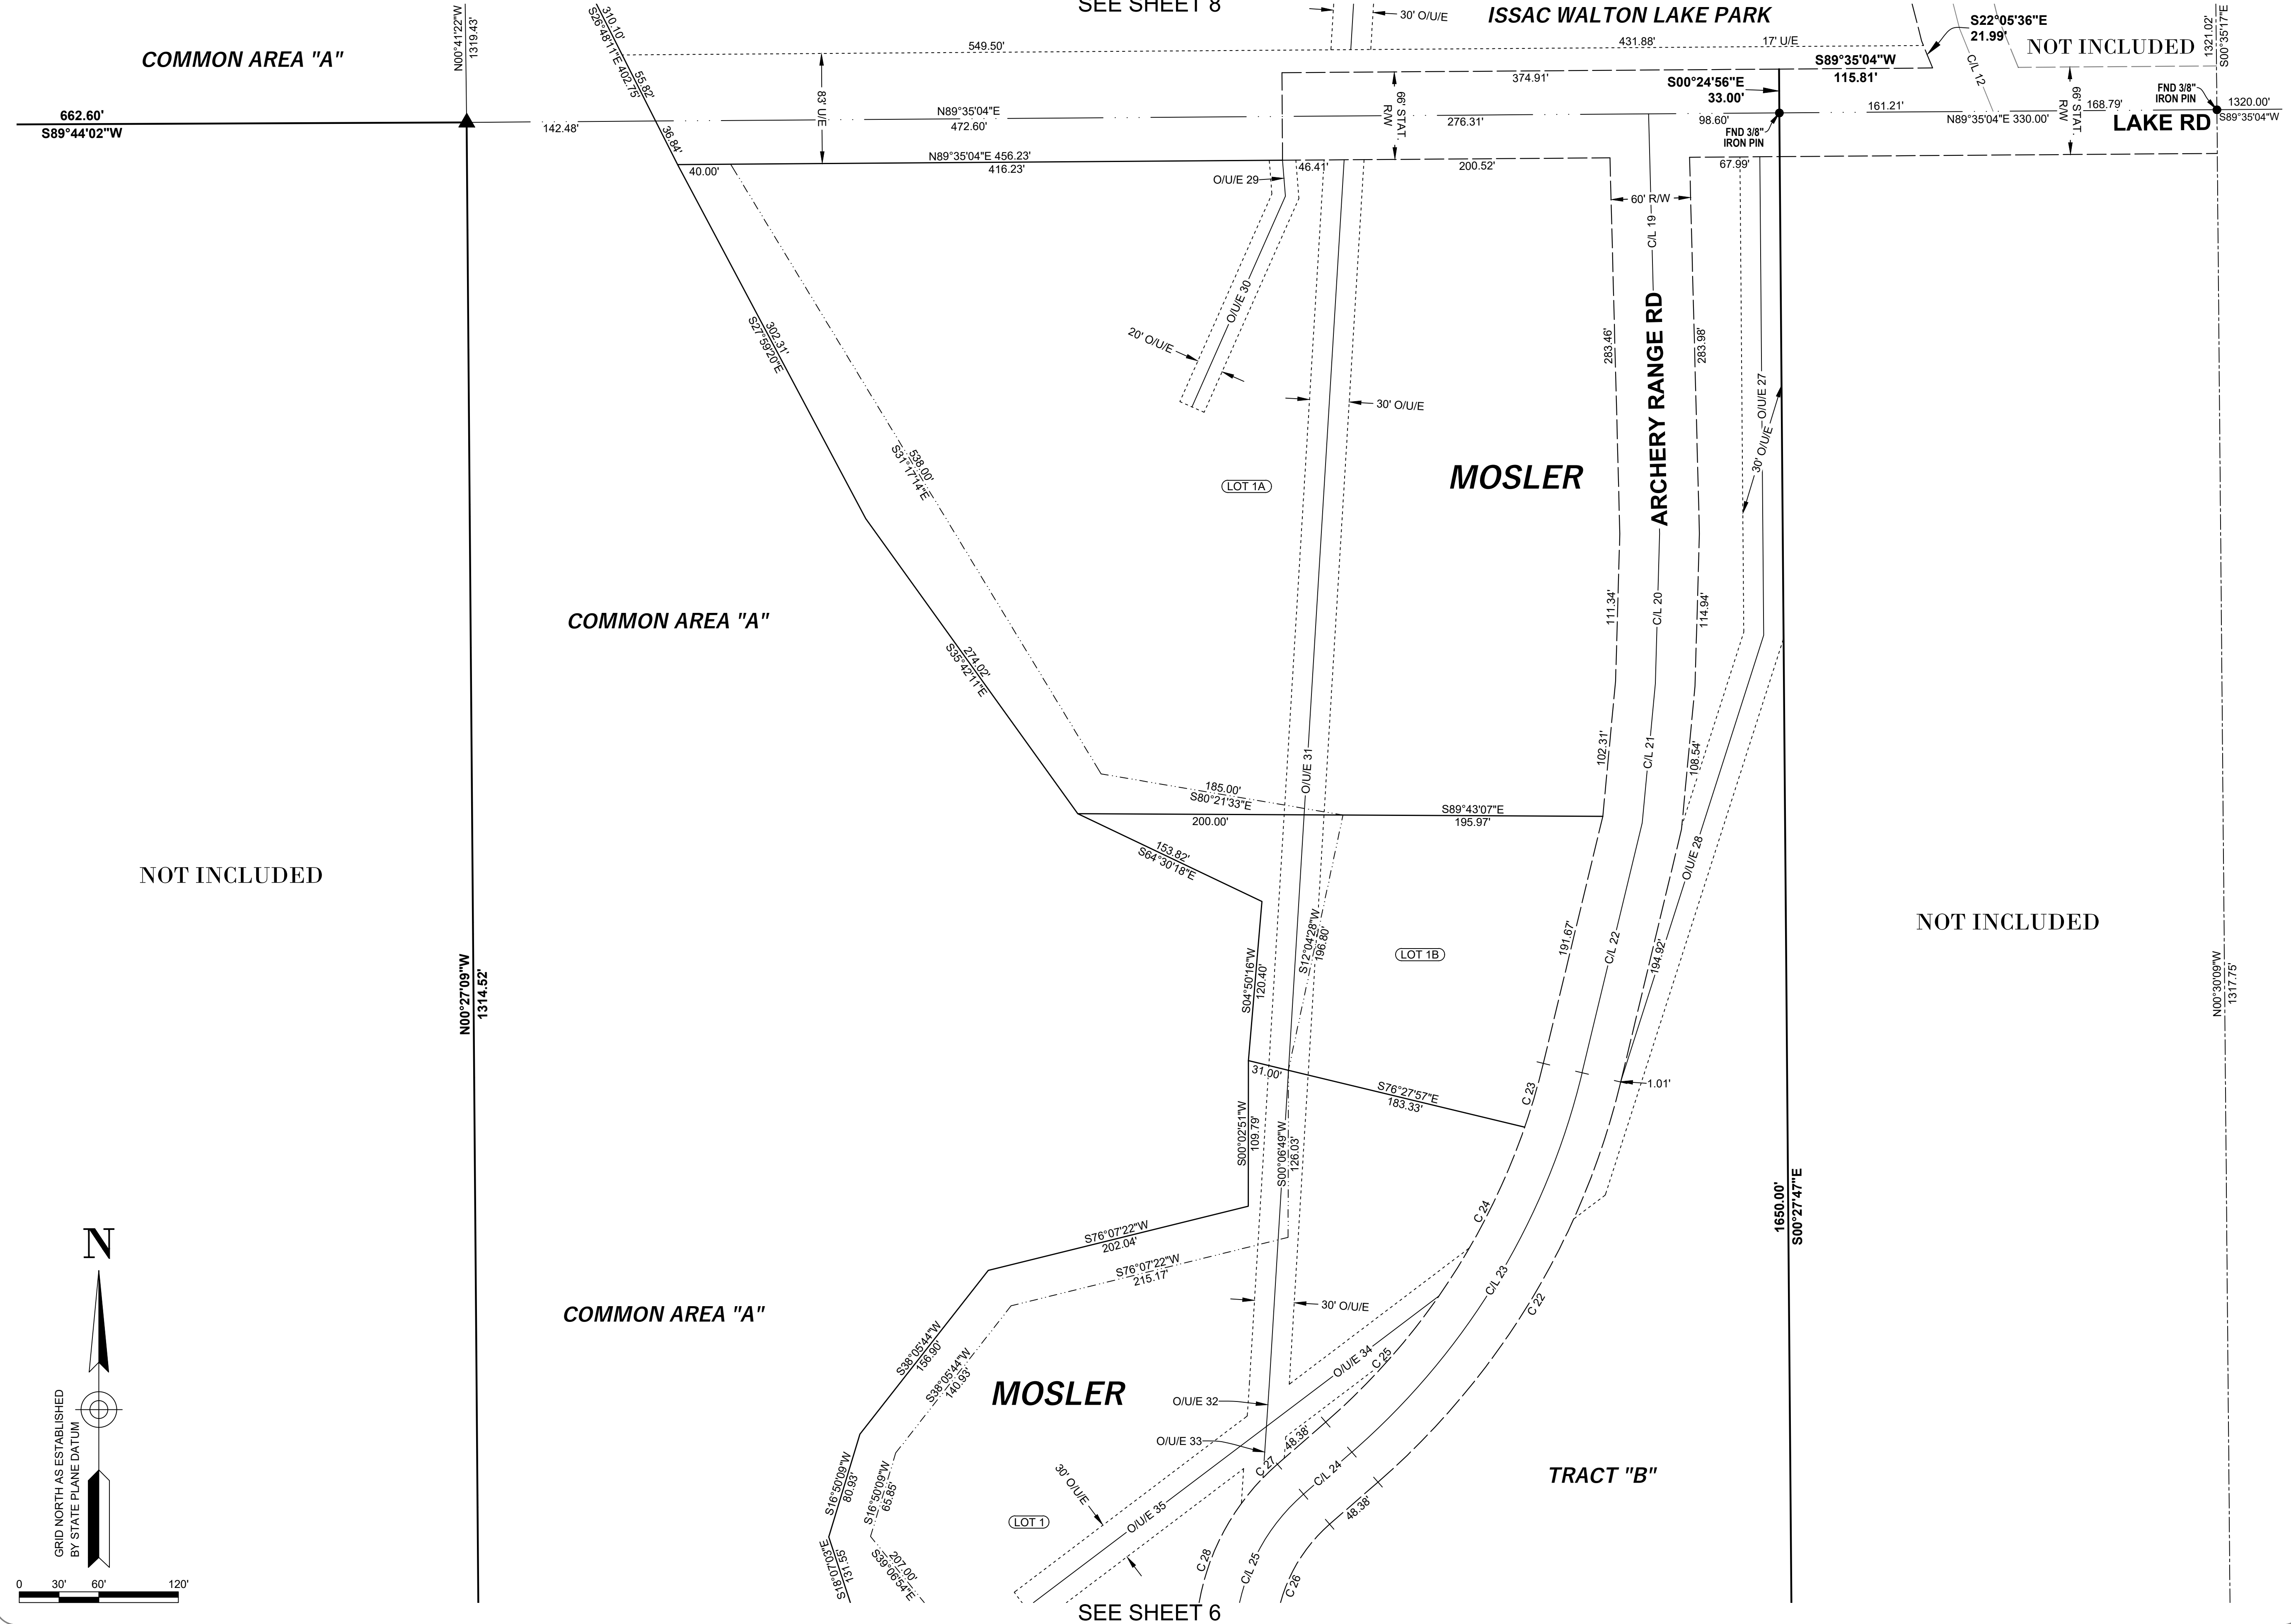 SEE SHEET 8
30' O/U/E
ISSAC WALTON LAKE PARK
S22°05'36"E
21.99'
NOT INCLUDED
1321.02'
S00°35'17"E
COMMON AREA "A"
N00°41'22"W
1319.43'
310.10'
S26°48'11"E 402.75'
55.82'
36.84'
549.50'
431.88'
17' U/E
S89°35'04"W
115.81'
C/L 12
374.91'
S00°24'56"E
33.00'
83' U/E
66' STAT.
R/W
66' STAT.
R/W
FND 3/8"
IRON PIN
1320.00'
S89°35'04"W
662.60'
S89°44'02"W
142.48'
N89°35'04"E
472.60'
276.31'
98.60'
161.21'
168.79'
N89°35'04"E 330.00'
LAKE RD
FND 3/8"
IRON PIN
N89°35'04"E 456.23'
40.00'
416.23'
46.41'
200.52'
67.99'
O/U/E 29
60' R/W
C/L 19
O/U/E 30
20' O/U/E
302.31'
S27°59'20"E
283.46'
ARCHERY RANGE RD
283.98'
O/U/E 27
30' O/U/E
30' O/U/E
538.00'
S31°17'14"E
LOT 1A
MOSLER
COMMON AREA "A"
274.02'
S35°42'11"E
111.34'
C/L 20
114.94'
102.31'
C/L 21
108.54'
O/U/E 31
185.00'
S80°21'33"E
S89°43'07"E
200.00'
195.97'
153.82'
S64°30'18"E
O/U/E 28
NOT INCLUDED
NOT INCLUDED
S12°04'28"W
196.80'
LOT 1B
191.67'
C/L 22
194.92'
S04°50'16"W
120.40'
N00°27'09"W
1314.52'
N00°30'09"W
1317.75'
31.00'
S76°27'57"E
183.33'
C 23
1.01'
S00°02'51"W
109.79'
S00°06'49"W
126.03'
C 24
1650.00'
S00°27'47"E
S76°07'22"W
202.04'
S76°07'22"W
215.17'
N
COMMON AREA "A"
30' O/U/E
C/L 23
C 22
S38°05'44"W
156.90'
S38°05'44"W
140.93'
MOSLER
O/U/E 34
C 25
O/U/E 32
O/U/E 33
48.38'
C 27
C/L 24
TRACT "B"
GRID NORTH AS ESTABLISHED
BY STATE PLANE DATUM
S16°50'09"W
80.93'
S16°50'09"W
65.85'
30' O/U/E
O/U/E 35
LOT 1
48.38'
131.55'
S18°07'03"E
207.00'
S39°06'54"E
C 28
C/L 25
C 26
0 30' 60' 120'
SEE SHEET 6